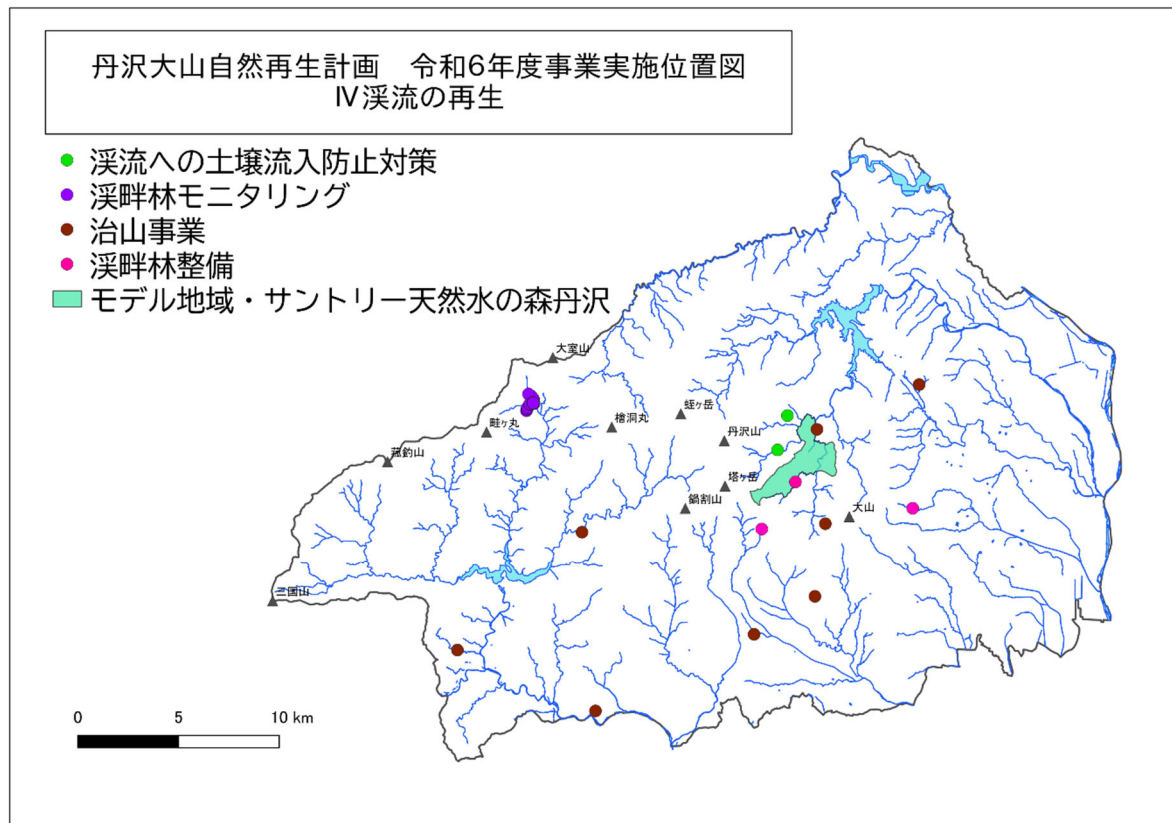 丹沢大山自然再生計画　令和6年度事業実施位置図
Ⅳ渓流の再生
渓流への土壌流入防止対策
渓畔林モニタリング
治山事業
渓畔林整備
モデル地域・サントリー天然水の森丹沢
大室山
畦ヶ丸
檜洞丸
蛭ヶ岳
丹沢山
菰釣山
塔ヶ岳
鍋割山
大山
三国山
0 5 10 km